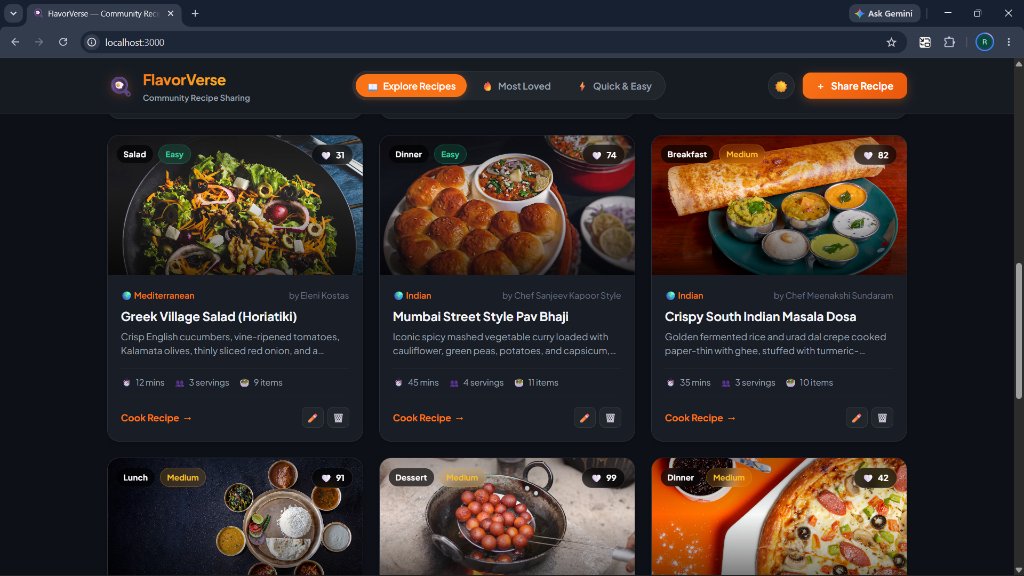 FlavorVerse — Community Reci
Ask Gemini
localhost:3000
R
FlavorVerse
Community Recipe Sharing
Explore Recipes
Most Loved
Quick & Easy
+ Share Recipe
Salad Easy 31
Mediterranean by Eleni Kostas
Greek Village Salad (Horiatiki)
Crisp English cucumbers, vine-ripened tomatoes,
Kalamata olives, thinly sliced red onion, and a...
12 mins 3 servings 9 items
Cook Recipe →
Dinner Easy 74
Indian by Chef Sanjeev Kapoor Style
Mumbai Street Style Pav Bhaji
Iconic spicy mashed vegetable curry loaded with
cauliflower, green peas, potatoes, and capsicum,...
45 mins 4 servings 11 items
Cook Recipe →
Breakfast Medium 82
Indian by Chef Meenakshi Sundaram
Crispy South Indian Masala Dosa
Golden fermented rice and urad dal crepe cooked
paper-thin with ghee, stuffed with turmeric-...
35 mins 3 servings 10 items
Cook Recipe →
Lunch Medium 91
Dessert Medium 99
Dinner Medium 42